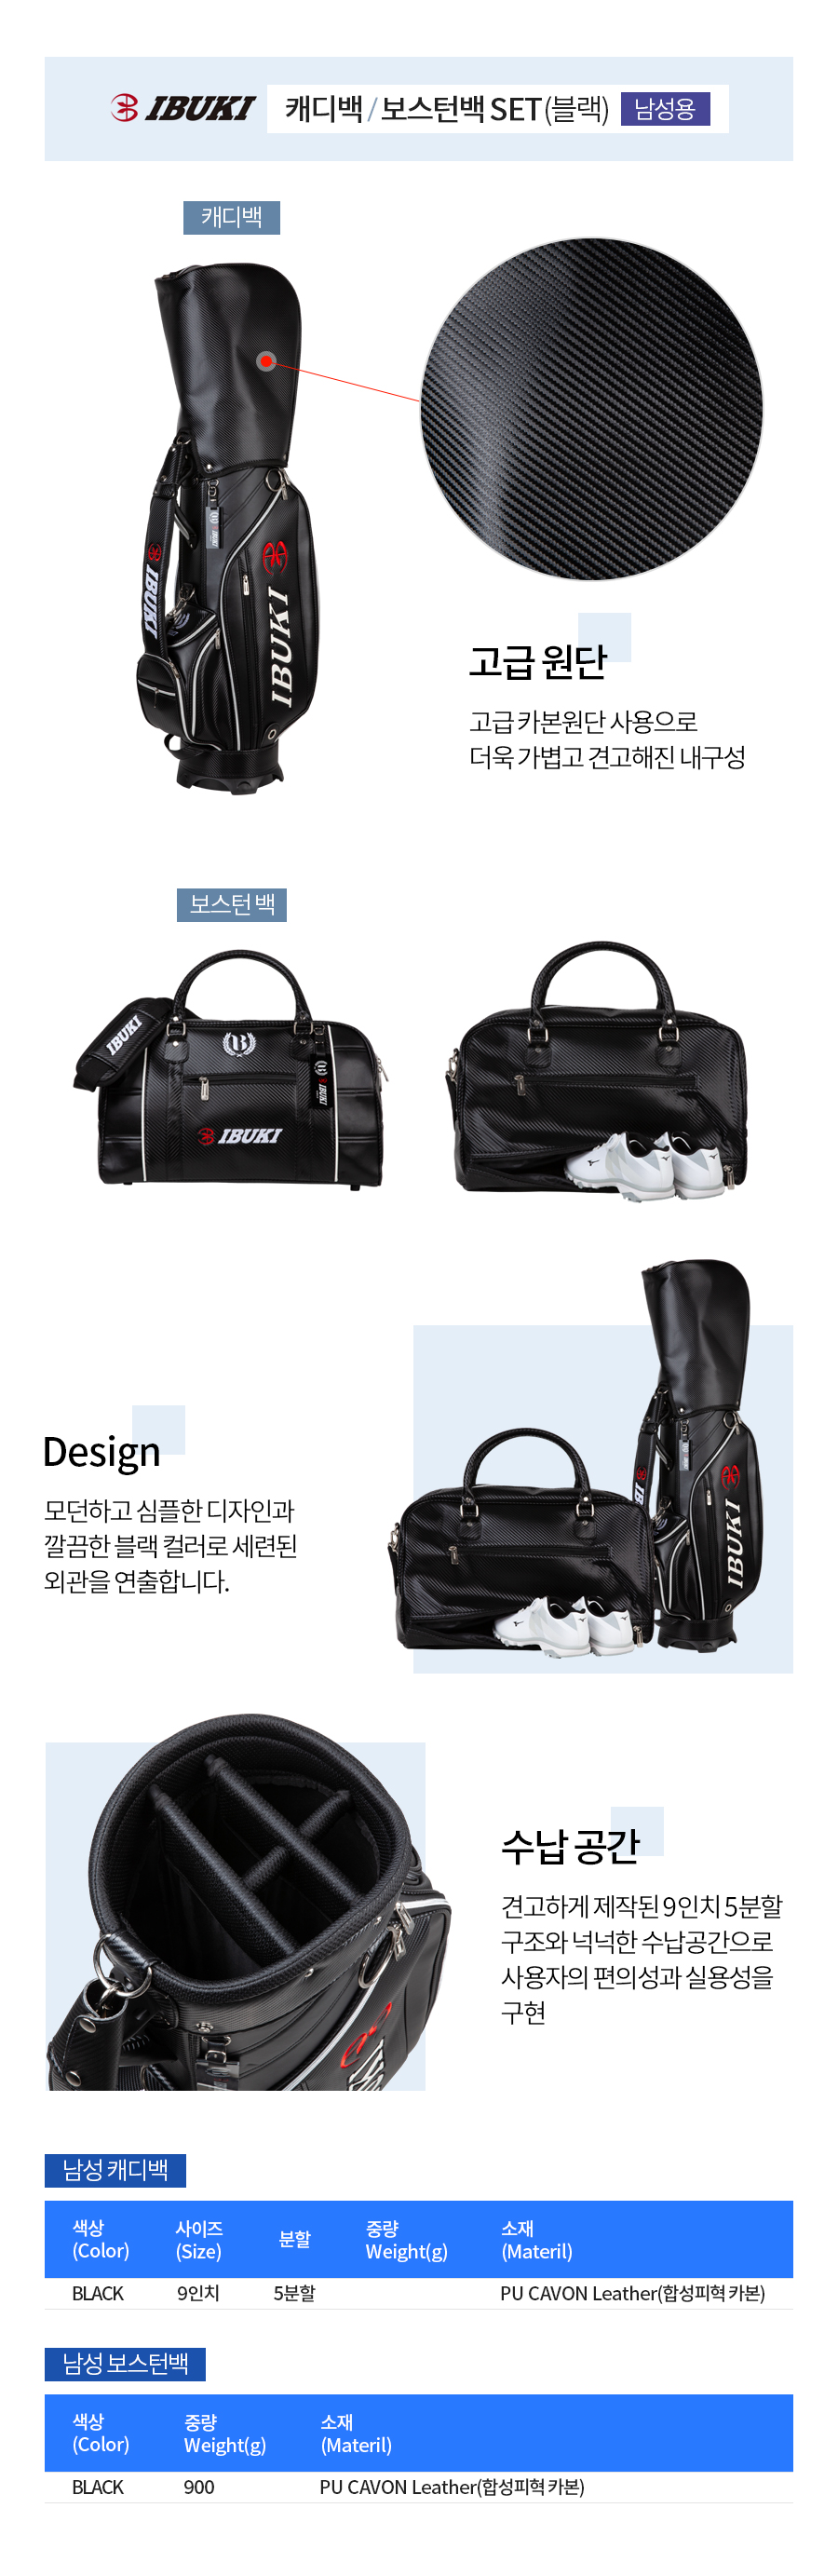 IBUKI 캐디백 / 보스턴백 SET(블랙) 남성용
캐디백
IBUKI
IBUKI
고급 원단
고급 카본원단 사용으로
더욱 가볍고 견고해진 내구성
보스턴 백
IBUKI
B
IBUKI
IBUKI
Design
모던하고 심플한 디자인과
깔끔한 블랙 컬러로 세련된
외관을 연출합니다.
IBUKI
IBUKI
수납 공간
견고하게 제작된 9인치 5분할
구조와 넉넉한 수납공간으로
사용자의 편의성과 실용성을
구현
남성 캐디백
색상 사이즈 분할 중량 소재
(Color) (Size) Weight(g) (Materil)
BLACK 9인치 5분할 PU CAVON Leather(합성피혁 카본)
남성 보스턴백
색상 중량 소재
(Color) Weight(g) (Materil)
BLACK 900 PU CAVON Leather(합성피혁 카본)